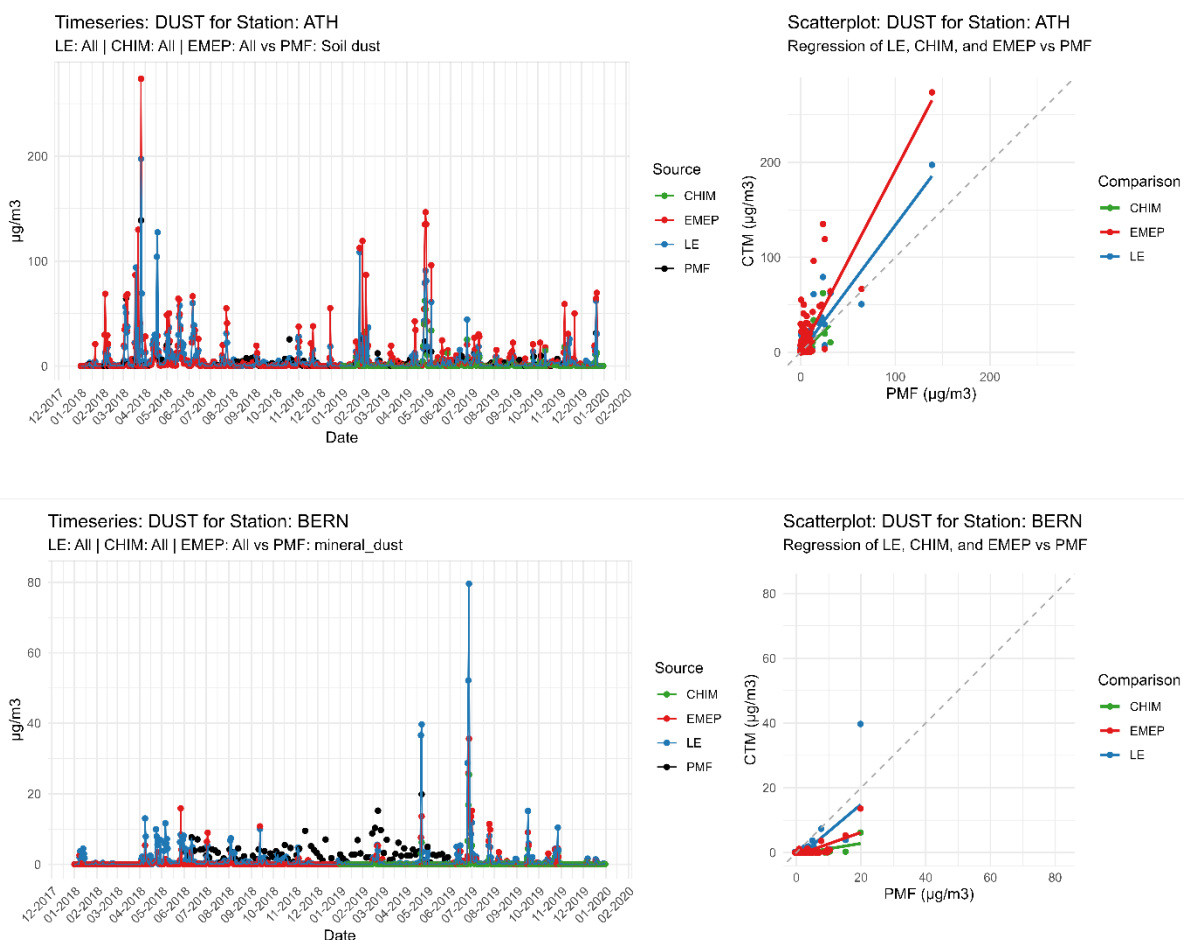 Timeseries: DUST for Station: ATH
LE: All | CHIM: All | EMEP: All vs PMF: Soil dust
µg/m3
200
100
0
12-2017
01-2018
02-2018
03-2018
04-2018
05-2018
06-2018
07-2018
08-2018
09-2018
10-2018
11-2018
12-2018
01-2019
02-2019
03-2019
04-2019
05-2019
06-2019
07-2019
08-2019
09-2019
10-2019
11-2019
12-2019
01-2020
02-2020
Date
Source
CHIM
EMEP
LE
PMF
Scatterplot: DUST for Station: ATH
Regression of LE, CHIM, and EMEP vs PMF
CTM (µg/m3)
200
100
0
0
100
200
PMF (µg/m3)
Comparison
CHIM
EMEP
LE
Timeseries: DUST for Station: BERN
LE: All | CHIM: All | EMEP: All vs PMF: mineral_dust
µg/m3
80
60
40
20
0
12-2017
01-2018
02-2018
03-2018
04-2018
05-2018
06-2018
07-2018
08-2018
09-2018
10-2018
11-2018
12-2018
01-2019
02-2019
03-2019
04-2019
05-2019
06-2019
07-2019
08-2019
09-2019
10-2019
11-2019
12-2019
01-2020
02-2020
Date
Source
CHIM
EMEP
LE
PMF
Scatterplot: DUST for Station: BERN
Regression of LE, CHIM, and EMEP vs PMF
CTM (µg/m3)
80
60
40
20
0
0
20
40
60
80
PMF (µg/m3)
Comparison
CHIM
EMEP
LE